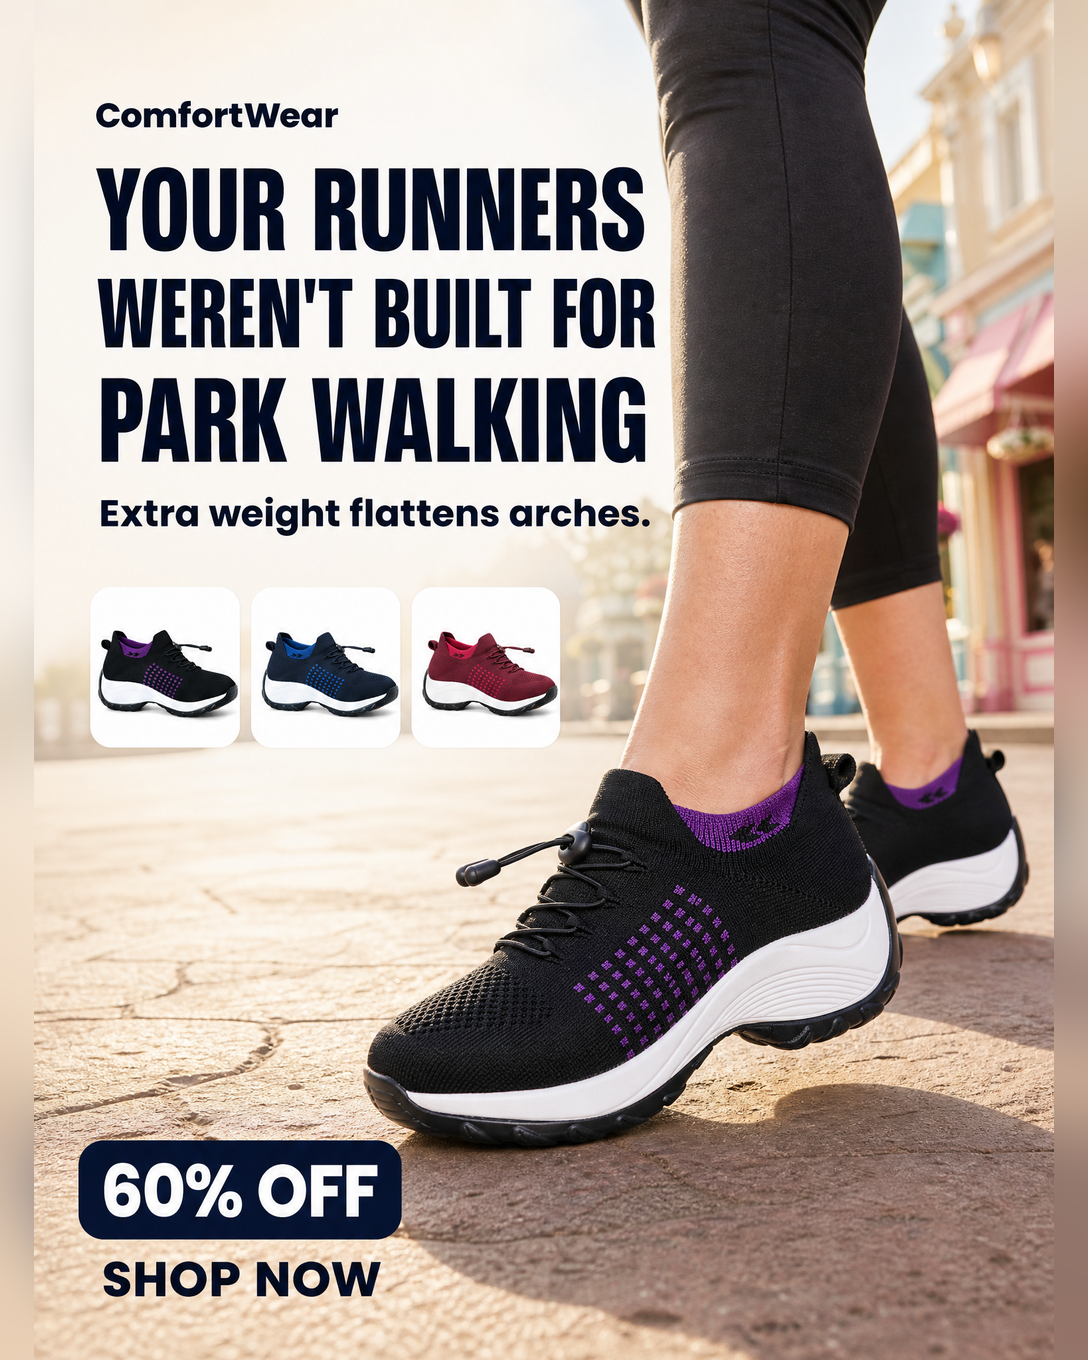 ComfortWear
YOUR RUNNERS
WEREN'T BUILT FOR
PARK WALKING
Extra weight flattens arches.
60% OFF
SHOP NOW